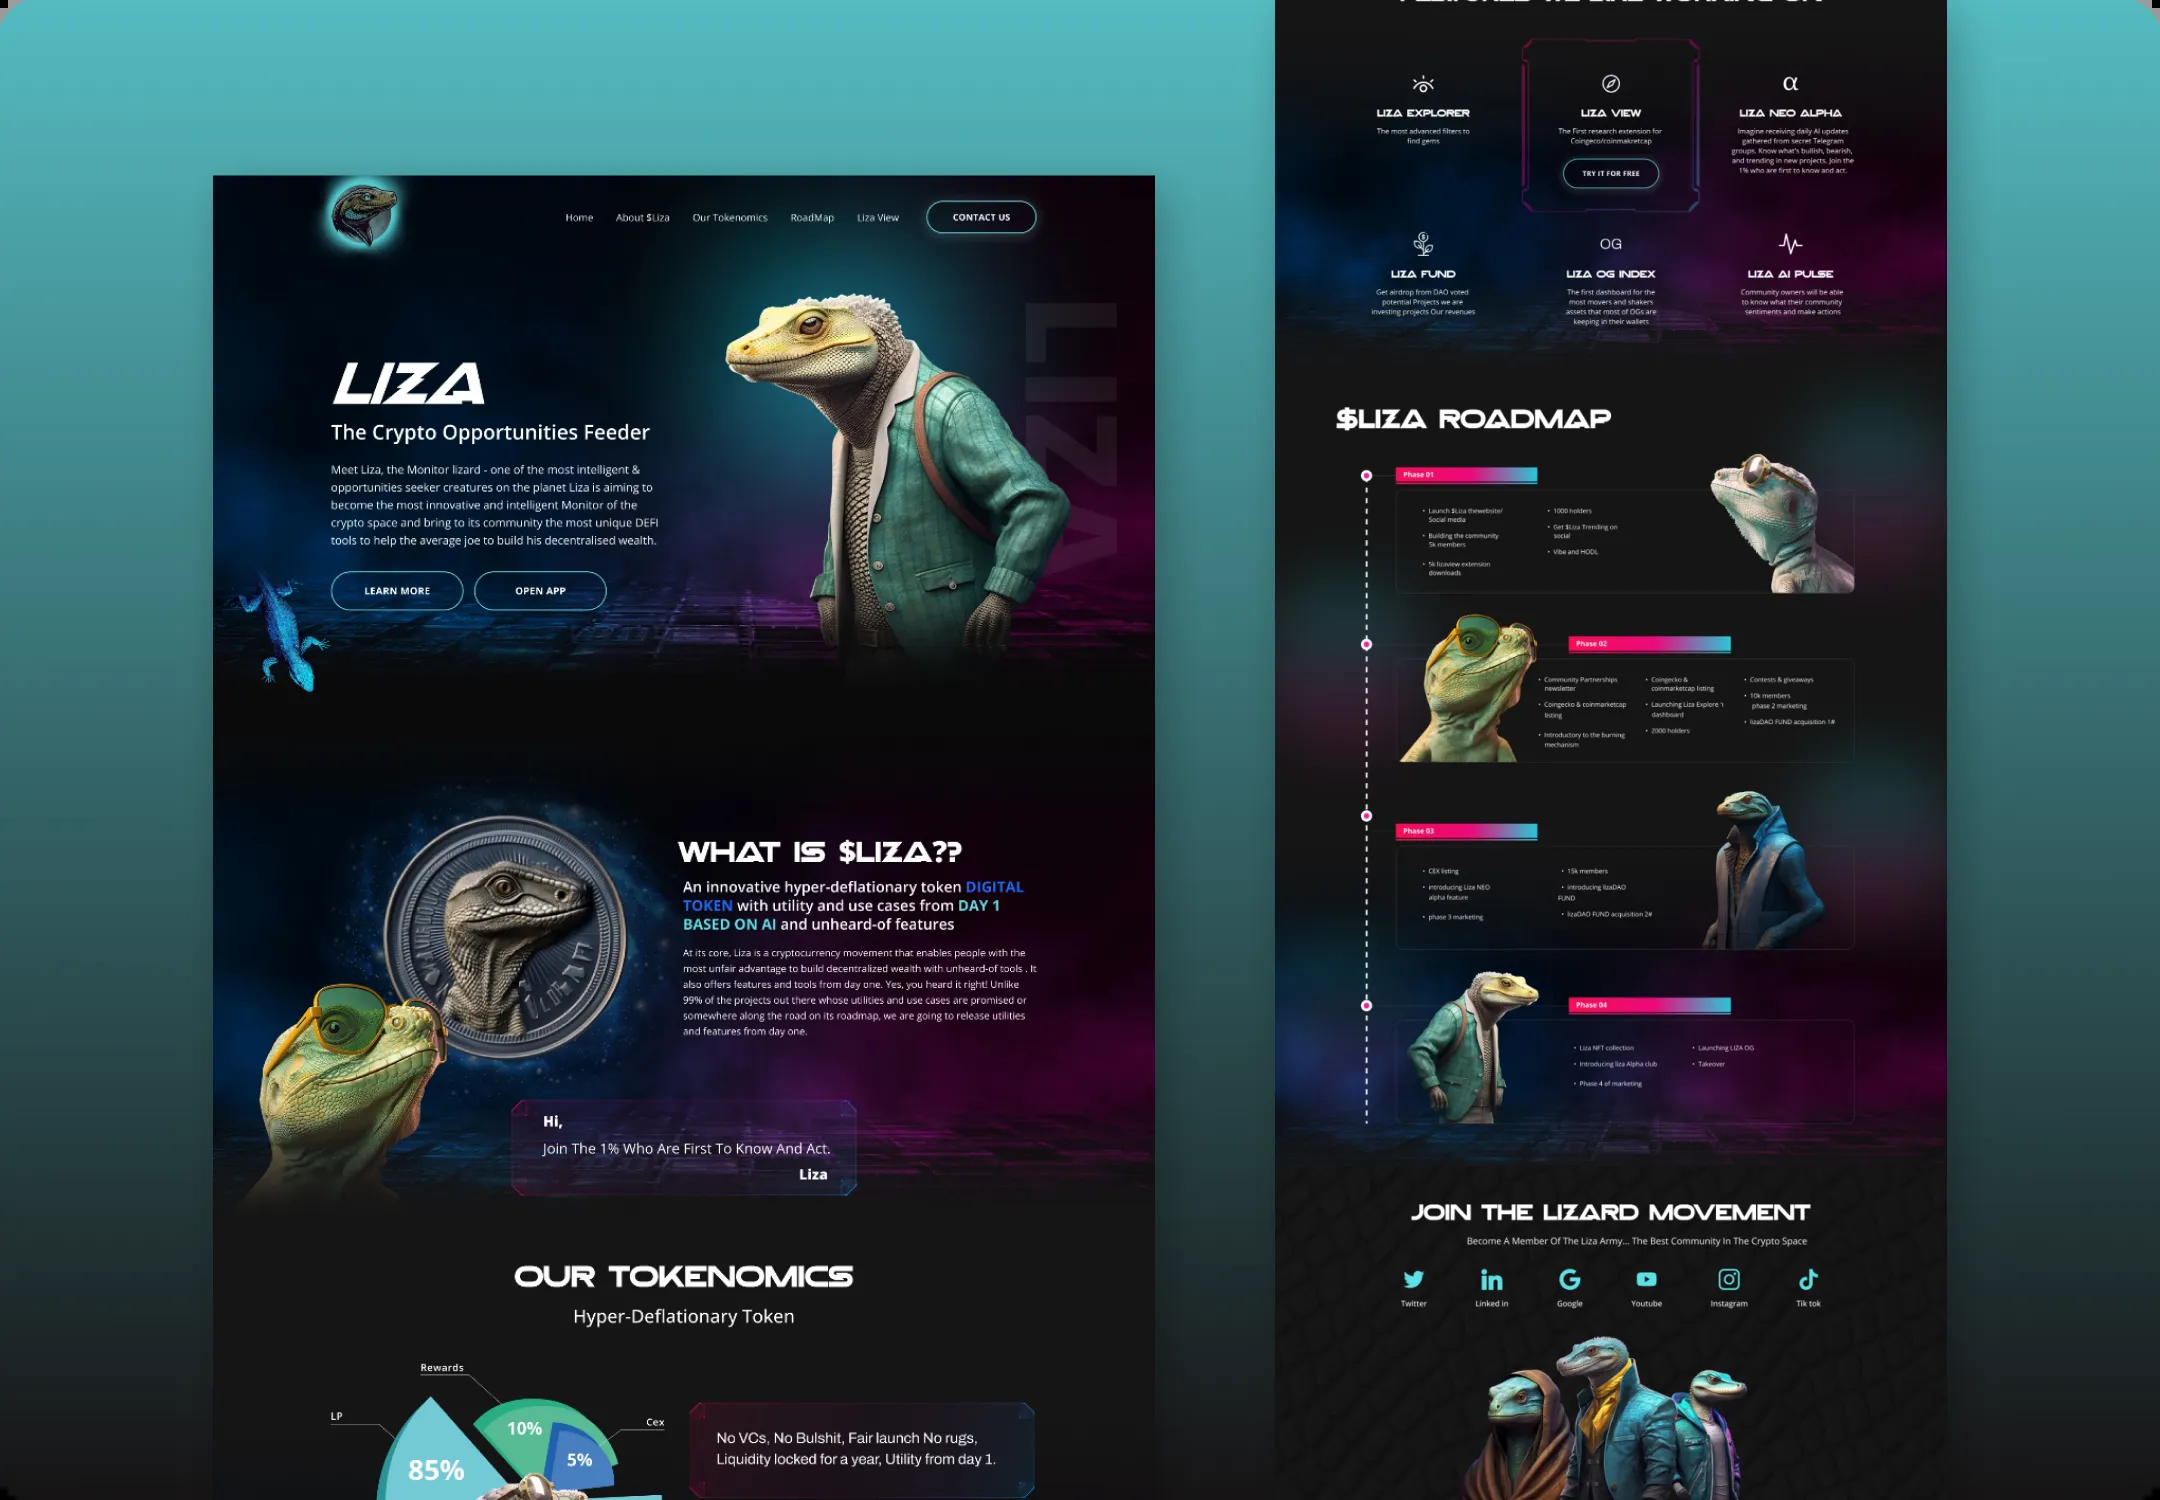 Home
About $Liza
Our Tokenomics
RoadMap
Liza View
CONTACT US
LIZA
LIZA
The Crypto Opportunities Feeder
Meet Liza, the Monitor lizard - one of the most intelligent &
opportunities seeker creatures on the planet Liza is aiming to
become the most innovative and intelligent Monitor of the
crypto space and bring to its community the most unique DEFI
tools to help the average joe to build his decentralised wealth.
LEARN MORE
OPEN APP
WHAT IS $LIZA??
An innovative hyper-deflationary token DIGITAL
TOKEN with utility and use cases from DAY 1
BASED ON AI and unheard-of features
At its core, Liza is a cryptocurrency movement that enables people with the
most unfair advantage to build decentralized wealth with unheard-of tools . It
also offers features and tools from day one. Yes, you heard it right! Unlike
99% of the projects out there whose utilities and use cases are promised or
somewhere along the road on its roadmap, we are going to release utilities
and features from day one.
Hi,
Join The 1% Who Are First To Know And Act.
Liza
OUR TOKENOMICS
Hyper-Deflationary Token
Rewards
LP
Cex
10%
5%
85%
No VCs, No Bulshit, Fair launch No rugs,
Liquidity locked for a year, Utility from day 1.
LIZA EXPLORER
The most advanced filters to
find gems
LIZA VIEW
The First research extension for
Coingeco/coinmakretcap
TRY IT FOR FREE
α
LIZA NEO ALPHA
Imagine receiving daily AI updates
gathered from secret Telegram
groups. Know what's bullish, bearish,
and trending in new projects. Join the
1% who are first to know and act.
LIZA FUND
Get airdrop from DAO voted
potential Projects we are
investing projects Our revenues
OG
LIZA OG INDEX
The first dashboard for the
most movers and shakers
assets that most of OGs are
keeping in their wallets
LIZA AI PULSE
Community owners will be able
to know what their community
sentiments and make actions
$LIZA ROADMAP
Phase 01
• Launch $Liza thewebsite/
Social media
• Building the community
5k members
• 5k lizaview extension
downloads
• 1000 holders
• Get $Liza Trending on
social
• Vibe and HODL
Phase 02
• Community Partnerships
newsletter
• Coingecko & coinmarketcap
listing
• Introductory to the burning
mechanism
• Coingecko &
coinmarketcap listing
• Launching Liza Explore
dashboard
• 2000 holders
• Contests & giveaways
• 10k members
phase 2 marketing
• lizaDAO FUND acquisition 1#
Phase 03
• CEX listing
• introducing Liza NEO
alpha feature
• phase 3 marketing
• 15k members
• introducing lizaDAO
FUND
• lizaDAO FUND acquisition 2#
Phase 04
• Liza NFT collection
• Introducing liza Alpha club
• Phase 4 of marketing
• Launching LIZA OG
• Takeover
JOIN THE LIZARD MOVEMENT
Become A Member Of The Liza Army... The Best Community In The Crypto Space
Twitter
Linked in
Google
Youtube
Instagram
Tik tok